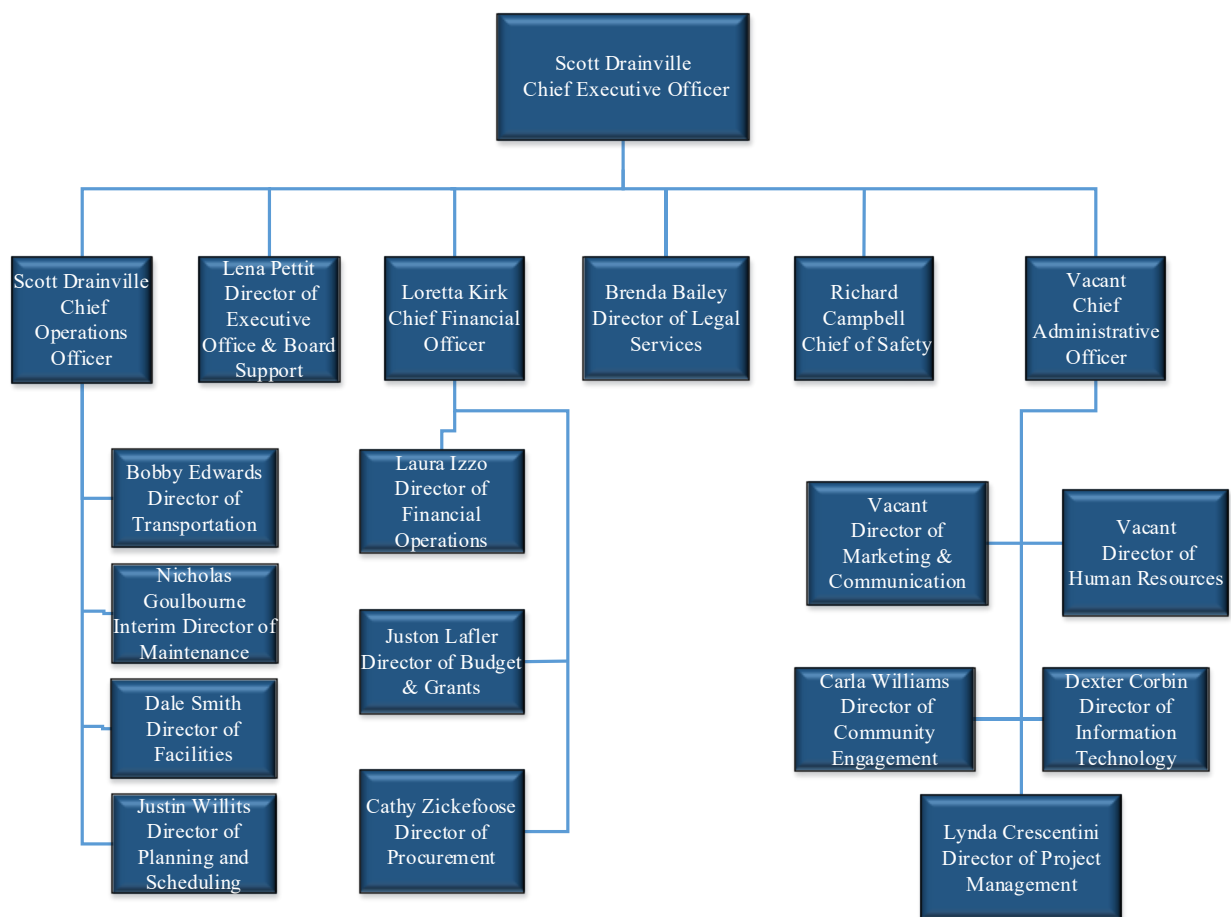 Scott Drainville
Chief Executive Officer
Scott Drainville
Chief
Operations
Officer
Lena Pettit
Director of
Executive
Office & Board
Support
Loretta Kirk
Chief Financial
Officer
Brenda Bailey
Director of Legal
Services
Richard
Campbell
Chief of Safety
Vacant
Chief
Administrative
Officer
Bobby Edwards
Director of
Transportation
Nicholas
Goulbourne
Interim Director of
Maintenance
Dale Smith
Director of
Facilities
Justin Willits
Director of
Planning and
Scheduling
Laura Izzo
Director of
Financial
Operations
Juston Lafler
Director of Budget
& Grants
Cathy Zickefoose
Director of
Procurement
Vacant
Director of
Marketing &
Communication
Vacant
Director of
Human Resources
Carla Williams
Director of
Community
Engagement
Dexter Corbin
Director of
Information
Technology
Lynda Crescentini
Director of Project
Management